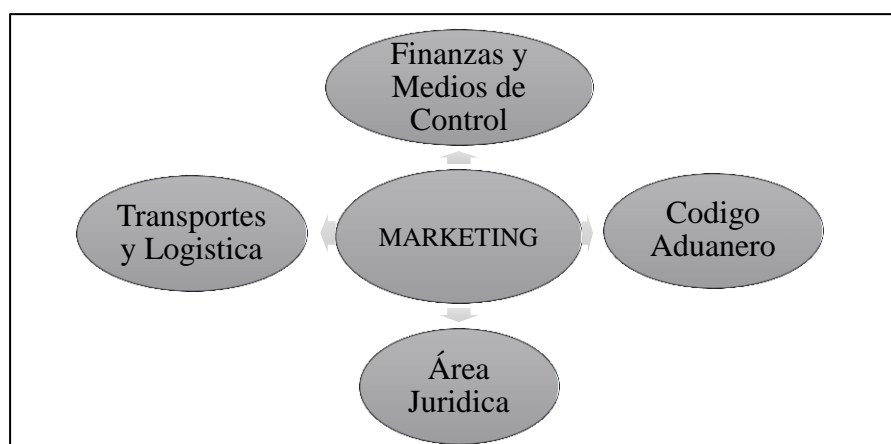 Finanzas y
Medios de
Control
Transportes
y Logistica
MARKETING
Codigo
Aduanero
Área
Juridica